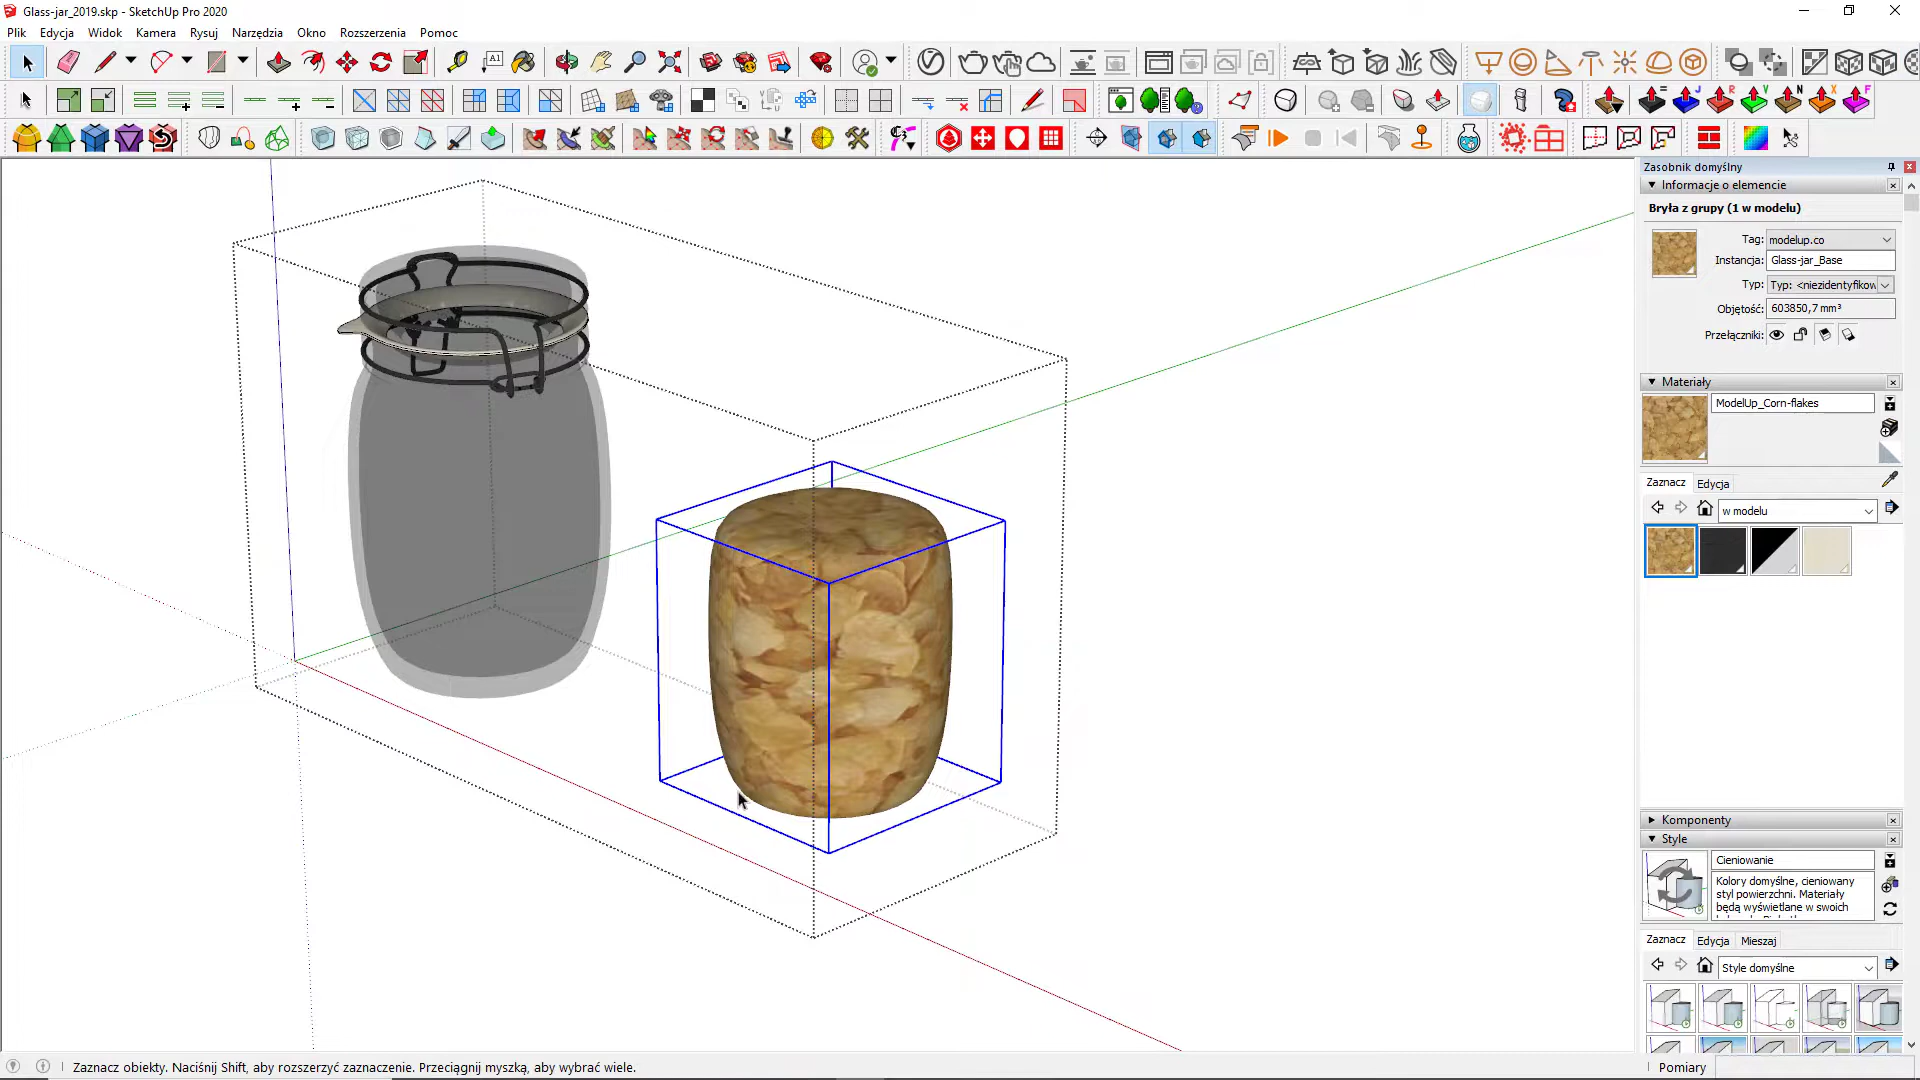 Glass-jar_2019.skp - SketchUp Pro 2020
Plik Edycja Widok Kamera Rysuj Narzędzia Okno Rozszerzenia Pomoc
A1
= J R V N X F
Zasobnik domyślny
Informacje o elemencie
Bryła z grupy (1 w modelu)
Tag: modelup.co
Instancja: Glass-jar_Base
Typ: Typ: <niezidentyfikow
Objętość: 603850,7 mm³
Przełączniki:
Materiały
ModelUp_Corn-flakes
Zaznacz Edycja
w modelu
Komponenty
Style
Cieniowanie
Kolory domyślne, cieniowany
styl powierzchni. Materiały
będą wyświetlane w swoich
Zaznacz Edycja Mieszaj
Style domyślne
Zaznacz obiekty. Naciśnij Shift, aby rozszerzyć zaznaczenie. Przeciągnij myszką, aby wybrać wiele.
Pomiary